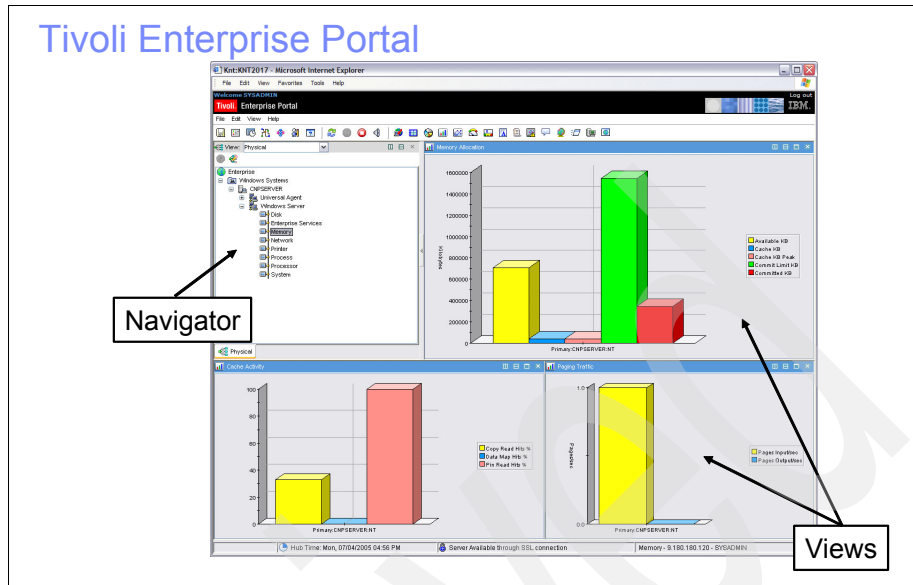 Tivoli Enterprise Portal
Knt:KNT2017 - Microsoft Internet Explorer
File Edit View Favorites Tools Help
Welcome SYSADMIN
Log out
Tivoli Enterprise Portal
IBM.
File Edit View Help
View: Physical
Enterprise
Windows Systems
CNPSERVER
Universal Agent
Windows Server
Disk
Enterprise Services
Memory
Network
Printer
Process
Processor
System
Physical
Navigator
Memory Allocation
1600000
1400000
1200000
1000000
800000
600000
400000
200000
0
Kilobytes
Primary:CNPSERVER:NT
Available KB
Cache KB
Cache KB Peak
Commit Limit KB
Committed KB
Cache Activity
100
80
60
40
20
0
Primary:CNPSERVER:NT
Copy Read Hits %
Data Map Hits %
Pin Read Hits %
Paging Traffic
1.0
0.0
Pages/sec
Primary:CNPSERVER:NT
Pages Input/sec
Pages Output/sec
Views
Hub Time: Mon, 07/04/2005 04:56 PM
Server Available through SSL connection
Memory - 9.180.180.120 - SYSADMIN